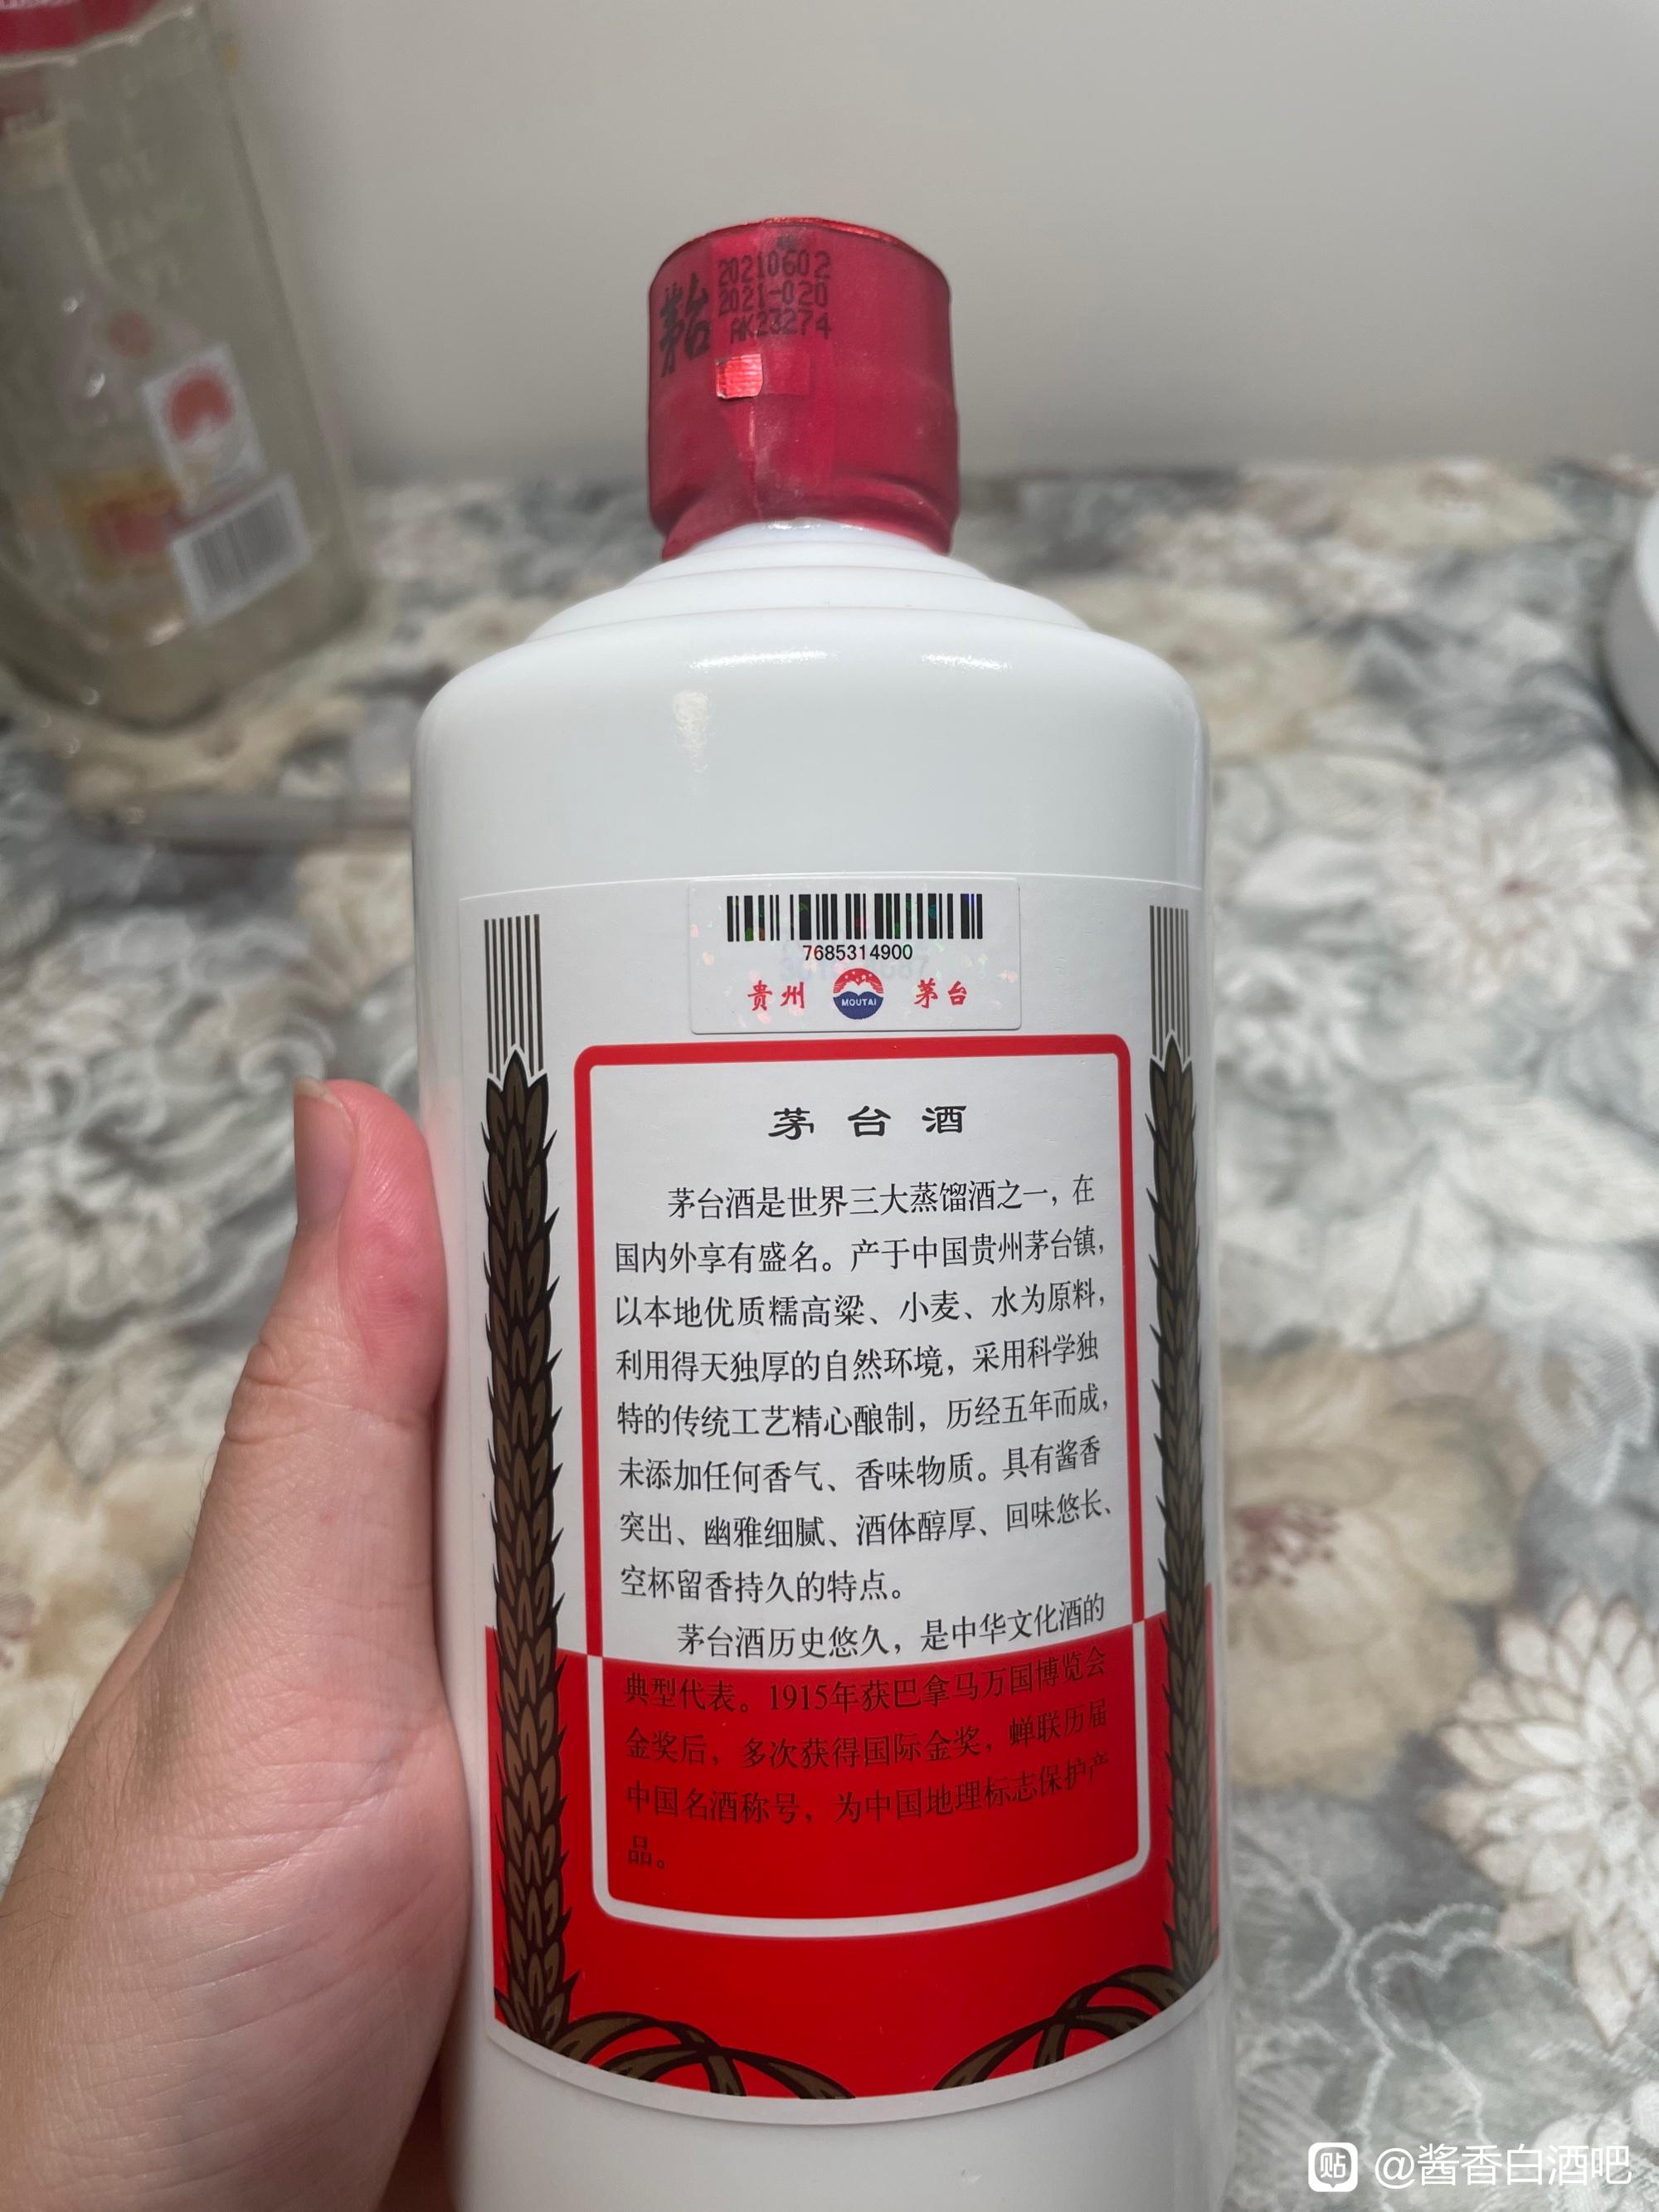 茅台
20210602
2021-020
AK23274
7685314900
贵州 MOUTAI 茅台
茅台酒
茅台酒是世界三大蒸馏酒之一，在
国内外享有盛名。产于中国贵州茅台镇，
以本地优质糯高粱、小麦、水为原料，
利用得天独厚的自然环境，采用科学独
特的传统工艺精心酿制，历经五年而成，
未添加任何香气、香味物质。具有酱香
突出、幽雅细腻、酒体醇厚、回味悠长、
空杯留香持久的特点。
茅台酒历史悠久，是中华文化酒的
典型代表。1915年获巴拿马万国博览会
金奖后，多次获得国际金奖，蝉联历届
中国名酒称号，为中国地理标志保护产
品。
贴 @酱香白酒吧